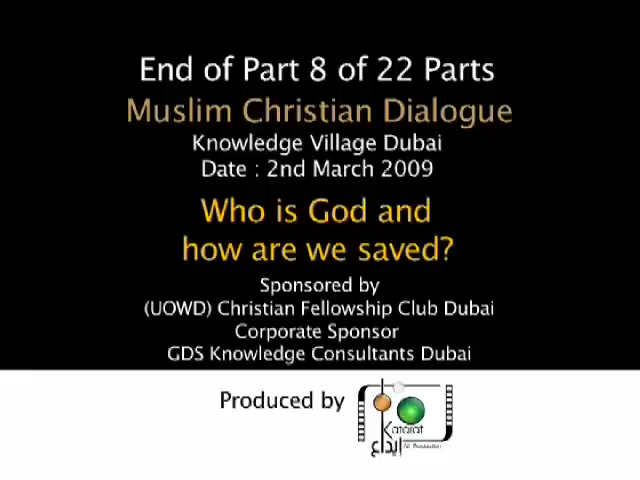 End of Part 8 of 22 Parts
Muslim Christian Dialogue
Knowledge Village Dubai
Date : 2nd March 2009
Who is God and
how are we saved?
Sponsored by
(UOWD) Christian Fellowship Club Dubai
Corporate Sponsor
GDS Knowledge Consultants Dubai
Produced by
Katarat
إبداع